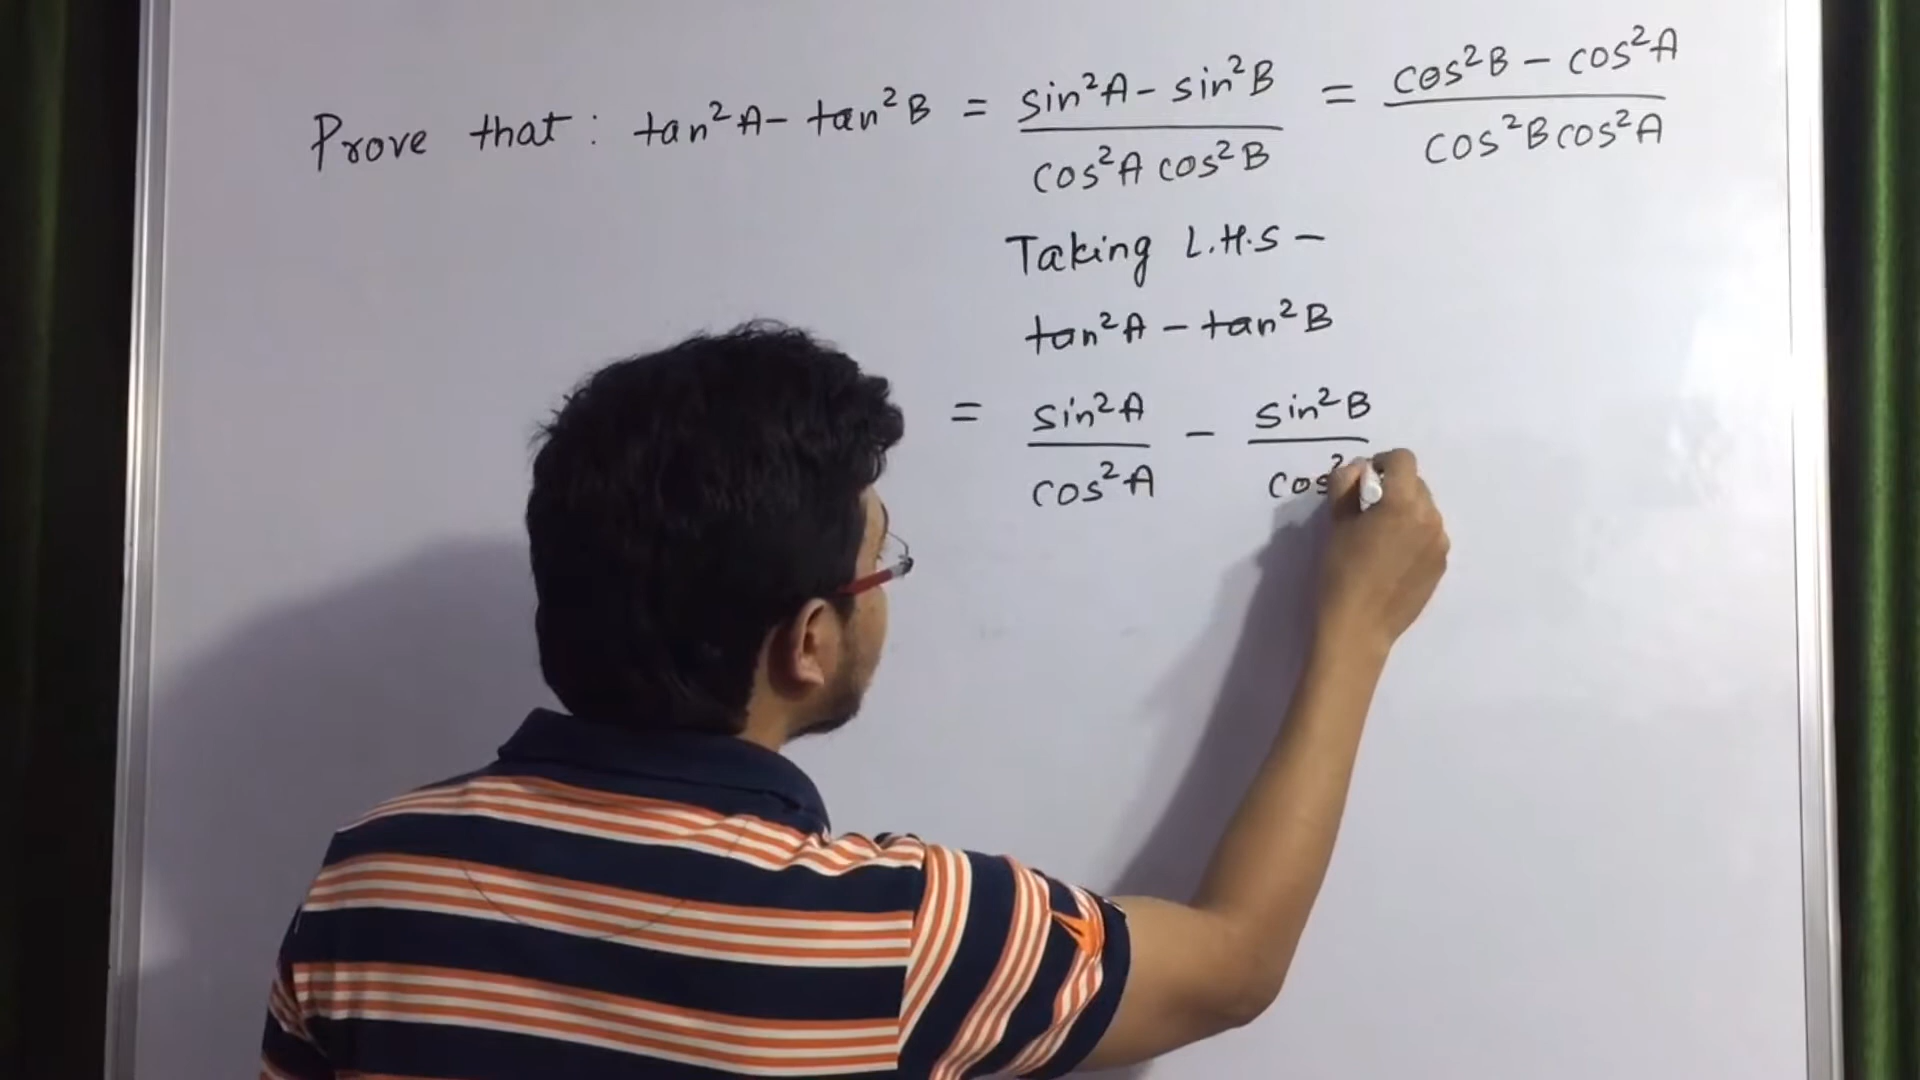 Prove that : tan²A - tan²B = sin²A - sin²B / cos²A cos²B = cos²B - cos²A / cos²B cos²A
Taking L.H.S -
tan²A - tan²B
= sin²A / cos²A - sin²B / cos²